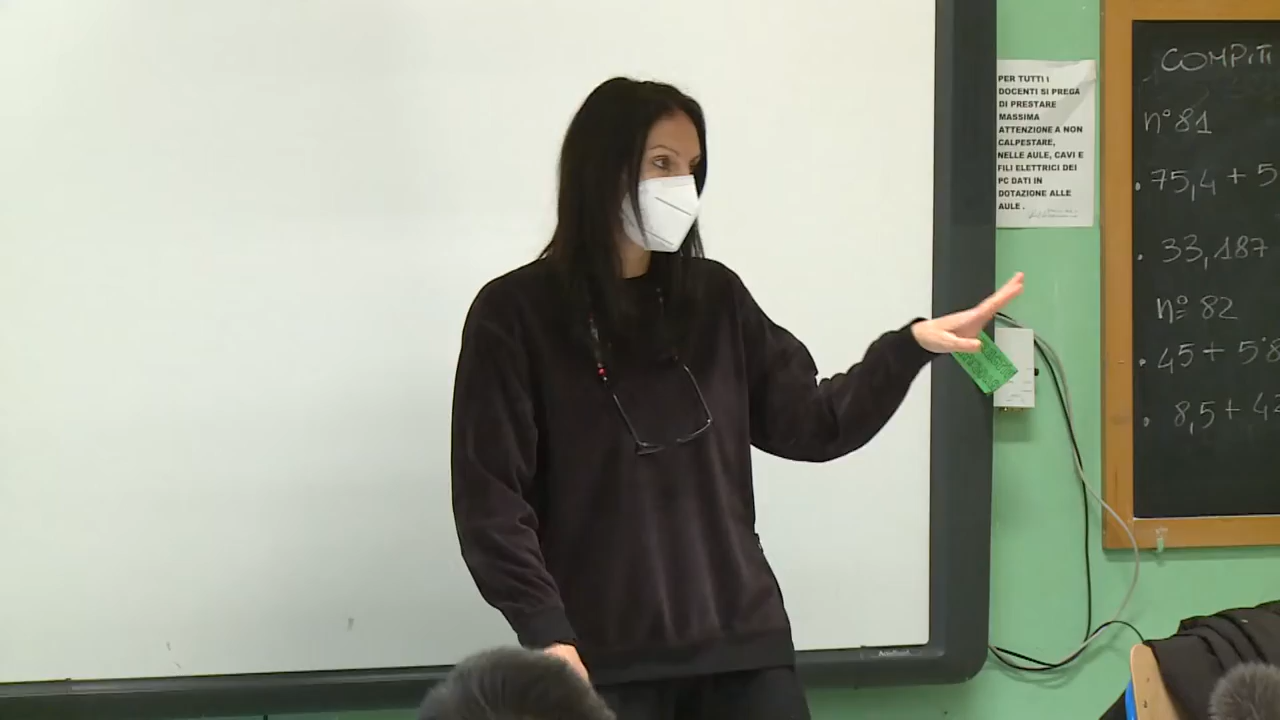 PER TUTTI I
DOCENTI SI PREGA
DI PRESTARE
MASSIMA
ATTENZIONE A NON
CALPESTARE,
NELLE AULE, CAVI E
FILI ELETTRICI DEI
PC DATI IN
DOTAZIONE ALLE
AULE .
COMPITI
n° 81
• 75,4 + 5
• 33,187
n° 82
• 45 + 5'8
• 8,5 + 4